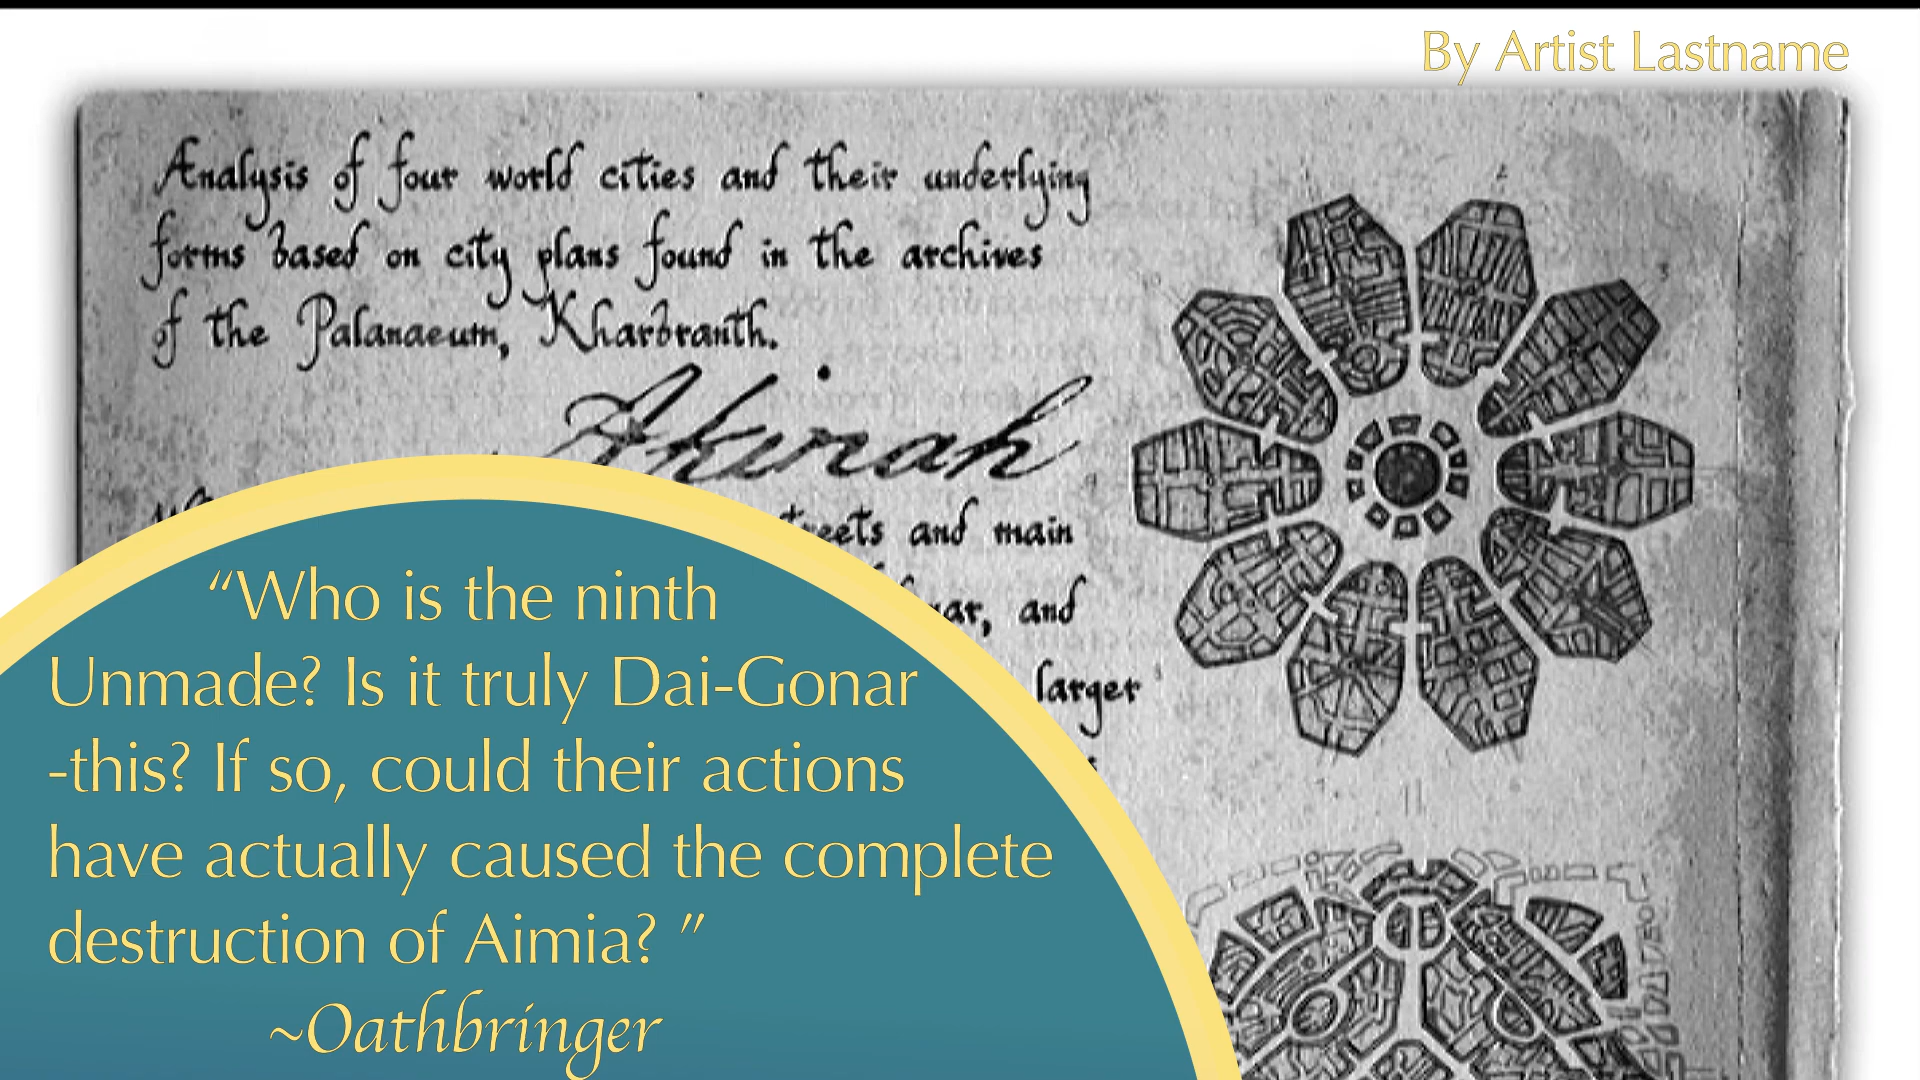 By Artist Lastname
Analysis of four world cities and their underlying
forms based on city plans found in the archives
of the Palanaeum, Kharbranth.
Akinah
streets and main
and
larger
“Who is the ninth
Unmade? Is it truly Dai-Gonar
-this? If so, could their actions
have actually caused the complete
destruction of Aimia? ”
~Oathbringer